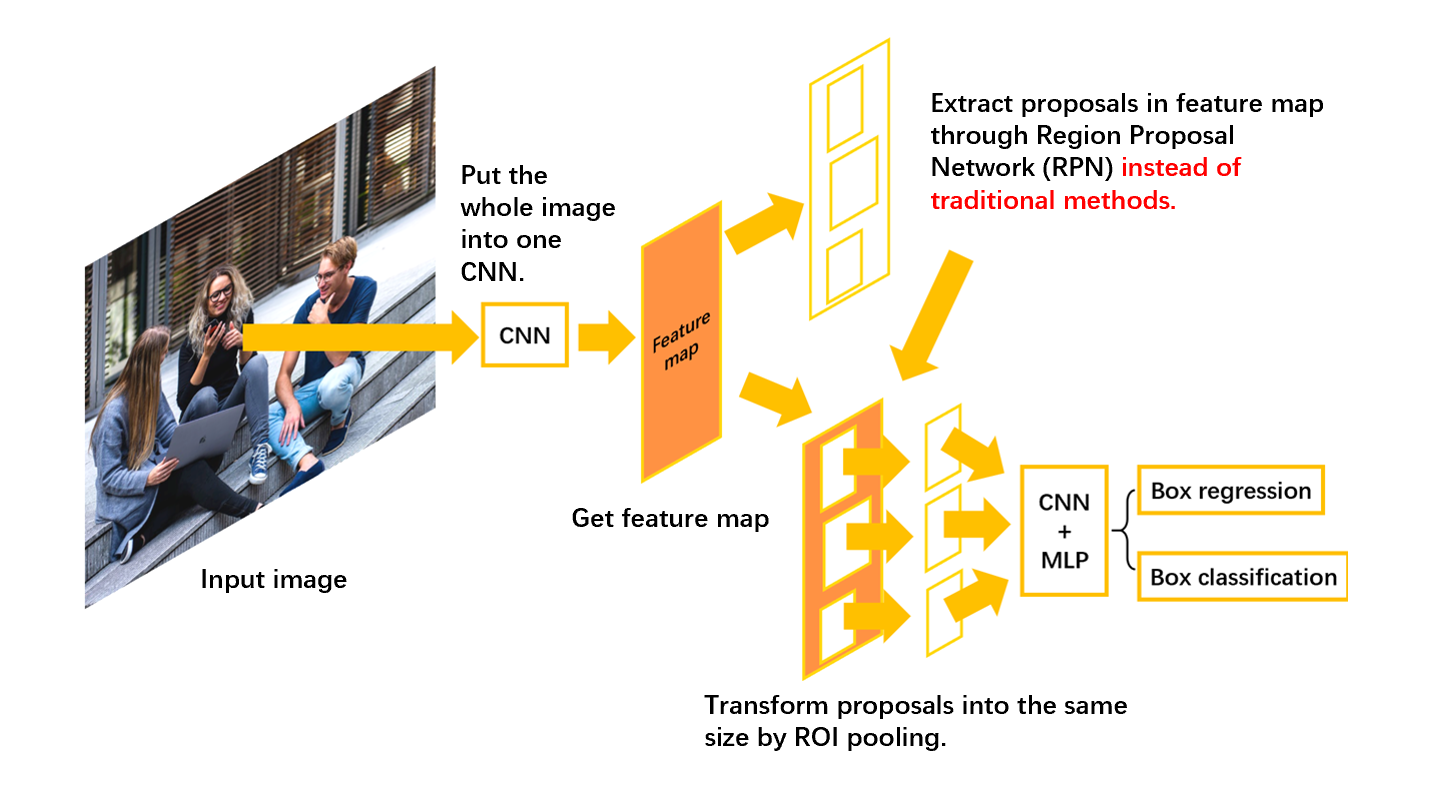 Extract proposals in feature map
through Region Proposal
Network (RPN) instead of
traditional methods.
Put the
whole image
into one
CNN.
CNN
Feature
map
Get feature map
Input image
CNN
+
MLP
Box regression
Box classification
Transform proposals into the same
size by ROI pooling.